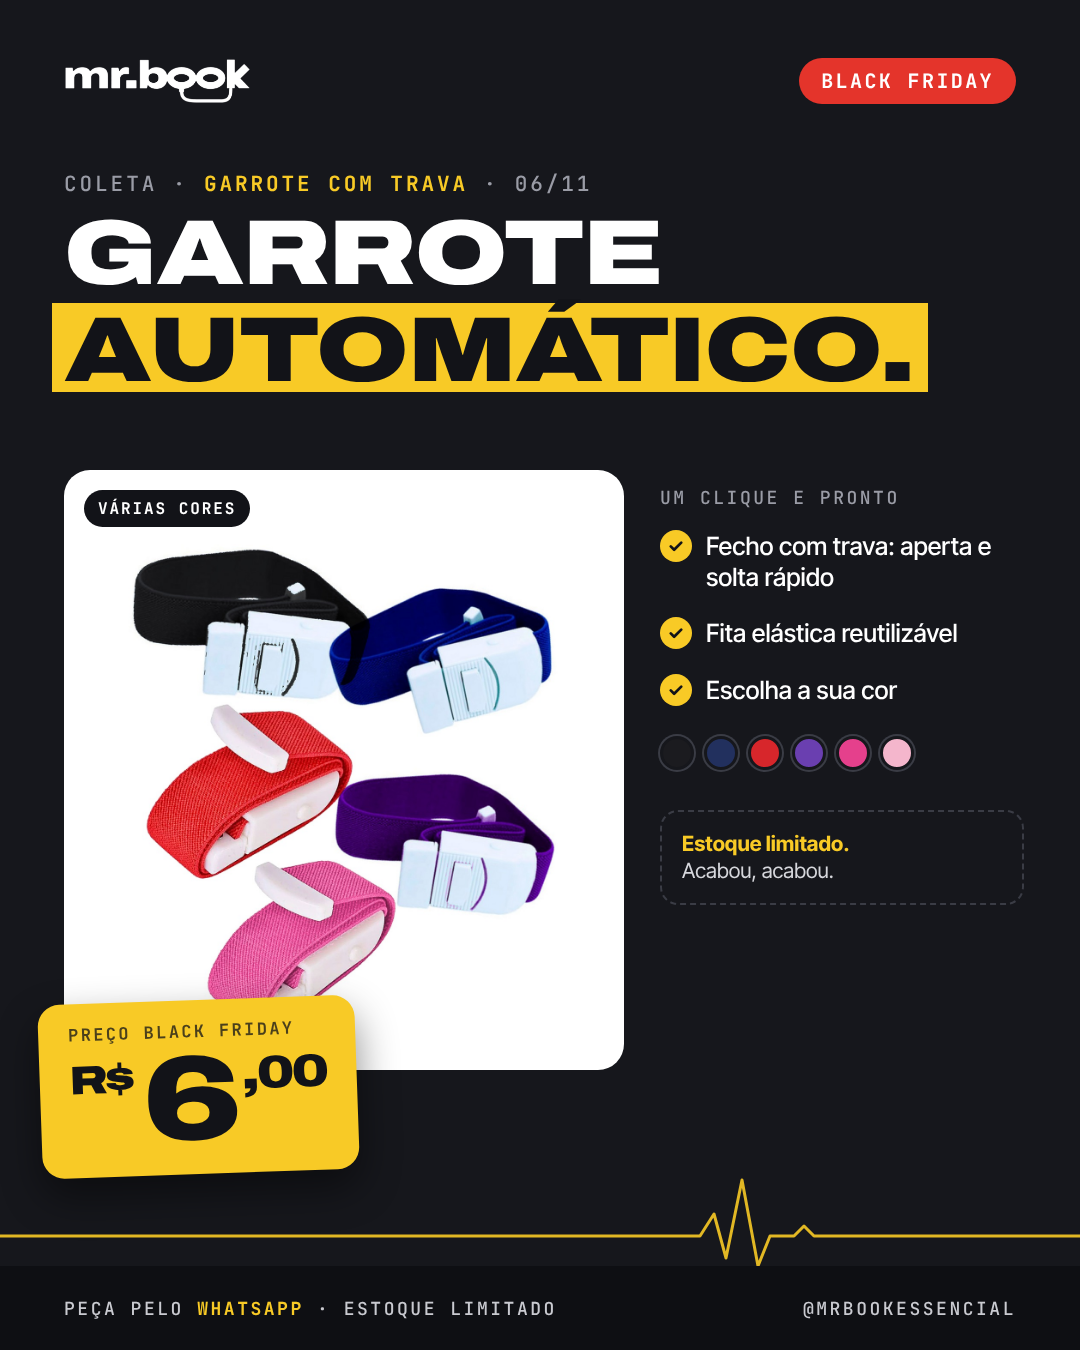 mr.book
BLACK FRIDAY
COLETA · GARROTE COM TRAVA · 06/11
GARROTE
AUTOMÁTICO.
VÁRIAS CORES
UM CLIQUE E PRONTO
Fecho com trava: aperta e
solta rápido
Fita elástica reutilizável
Escolha a sua cor
Estoque limitado.
Acabou, acabou.
PREÇO BLACK FRIDAY
R$ 6,00
PEÇA PELO WHATSAPP · ESTOQUE LIMITADO
@MRBOOKESSENCIAL